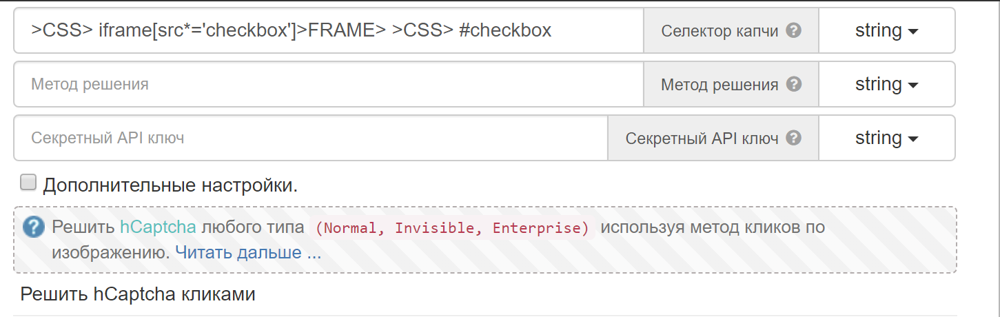 >CSS> iframe[src*='checkbox']>FRAME> >CSS> #checkbox Селектор капчи ? string
Метод решения Метод решения ? string
Секретный API ключ Секретный API ключ ? string
Дополнительные настройки.
? Решить hCaptcha любого типа (Normal, Invisible, Enterprise) используя метод кликов по
изображению. Читать дальше ...
Решить hCaptcha кликами